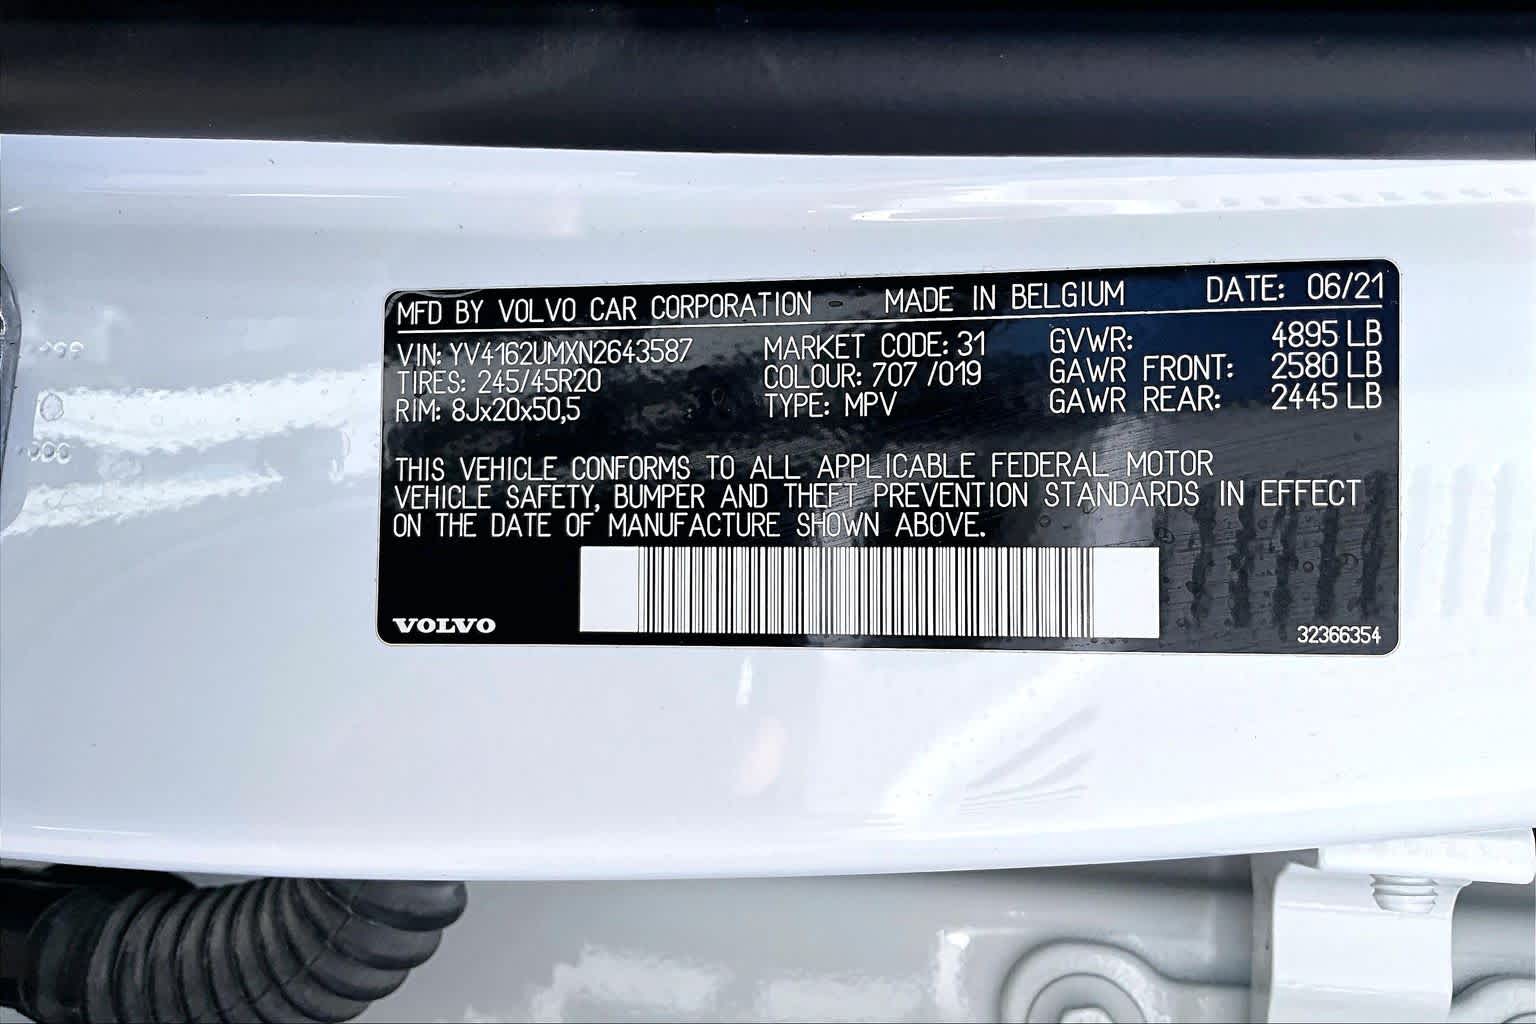 MFD BY VOLVO CAR CORPORATION - MADE IN BELGIUM DATE: 06/21
VIN: YV4162UMXN2643587 MARKET CODE: 31 GVWR: 4895 LB
TIRES: 245/45R20 COLOUR: 707 /019 GAWR FRONT: 2580 LB
RIM: 8Jx20x50,5 TYPE: MPV GAWR REAR: 2445 LB
THIS VEHICLE CONFORMS TO ALL APPLICABLE FEDERAL MOTOR
VEHICLE SAFETY, BUMPER AND THEFT PREVENTION STANDARDS IN EFFECT
ON THE DATE OF MANUFACTURE SHOWN ABOVE.
VOLVO
32366354